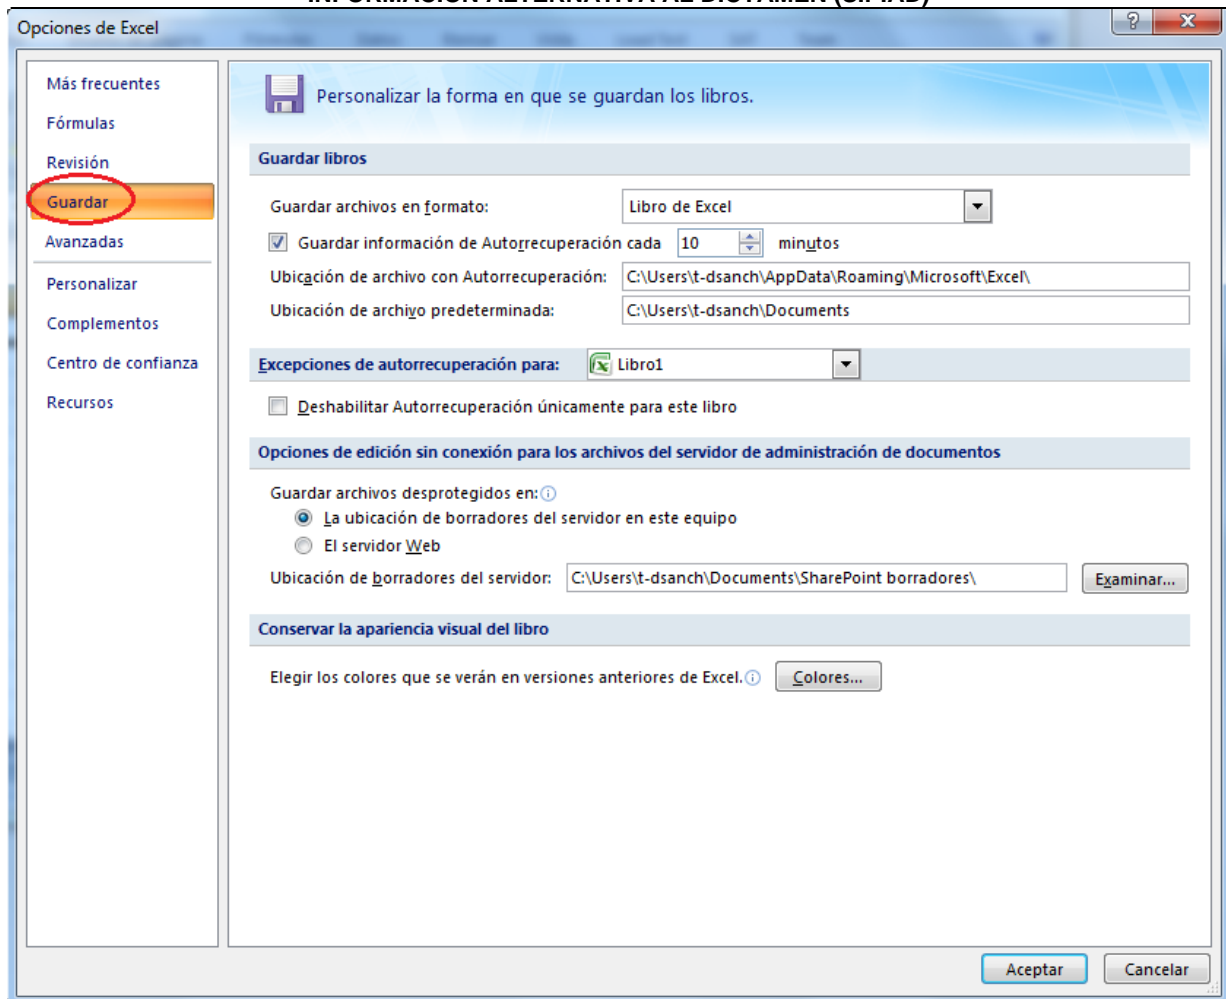 INFORMACIÓN ALTERNATIVA AL DICTAMEN (SIPIAD)
Opciones de Excel
Más frecuentes
Fórmulas
Revisión
Guardar
Avanzadas
Personalizar
Complementos
Centro de confianza
Recursos
Personalizar la forma en que se guardan los libros.
Guardar libros
Guardar archivos en formato: Libro de Excel
Guardar información de Autorrecuperación cada 10 minutos
Ubicación de archivo con Autorrecuperación: C:\Users\t-dsanch\AppData\Roaming\Microsoft\Excel\
Ubicación de archivo predeterminada: C:\Users\t-dsanch\Documents
Excepciones de autorrecuperación para: Libro1
Deshabilitar Autorrecuperación únicamente para este libro
Opciones de edición sin conexión para los archivos del servidor de administración de documentos
Guardar archivos desprotegidos en:
La ubicación de borradores del servidor en este equipo
El servidor Web
Ubicación de borradores del servidor: C:\Users\t-dsanch\Documents\SharePoint borradores\ Examinar...
Conservar la apariencia visual del libro
Elegir los colores que se verán en versiones anteriores de Excel. Colores...
Aceptar Cancelar